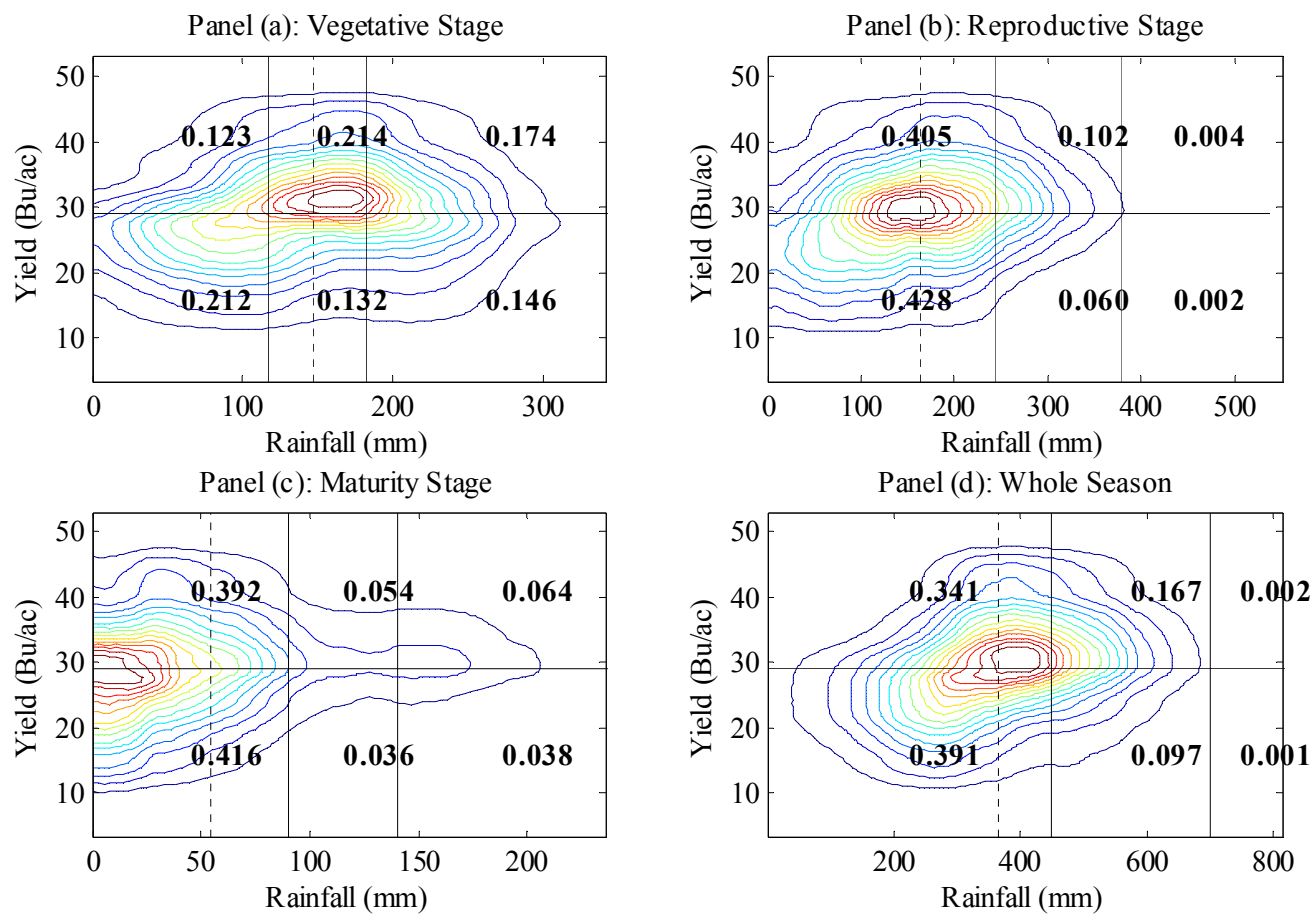 Panel (a): Vegetative Stage
Yield (Bu/ac)
50
40
30
20
10
0.123 0.214 0.174
0.212 0.132 0.146
0 100 200 300
Rainfall (mm)
Panel (b): Reproductive Stage
Yield (Bu/ac)
50
40
30
20
10
0.405 0.102 0.004
0.428 0.060 0.002
0 100 200 300 400 500
Rainfall (mm)
Panel (c): Maturity Stage
Yield (Bu/ac)
50
40
30
20
10
0.392 0.054 0.064
0.416 0.036 0.038
0 50 100 150 200
Rainfall (mm)
Panel (d): Whole Season
Yield (Bu/ac)
50
40
30
20
10
0.341 0.167 0.002
0.391 0.097 0.001
200 400 600 800
Rainfall (mm)